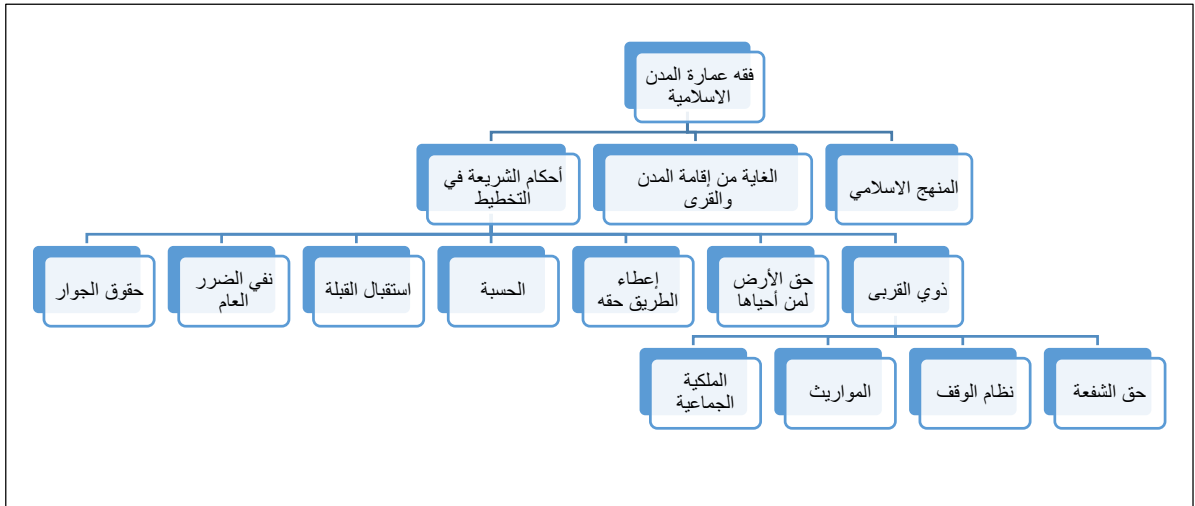 فقه عمارة المدن
الاسلامية
المنهج الاسلامي
الغاية من إقامة المدن
والقرى
أحكام الشريعة في
التخطيط
ذوي القربى
حق الأرض
لمن أحياها
إعطاء
الطريق حقه
الحسبة
استقبال القبلة
نفي الضرر
العام
حقوق الجوار
حق الشفعة
نظام الوقف
المواريث
الملكية
الجماعية